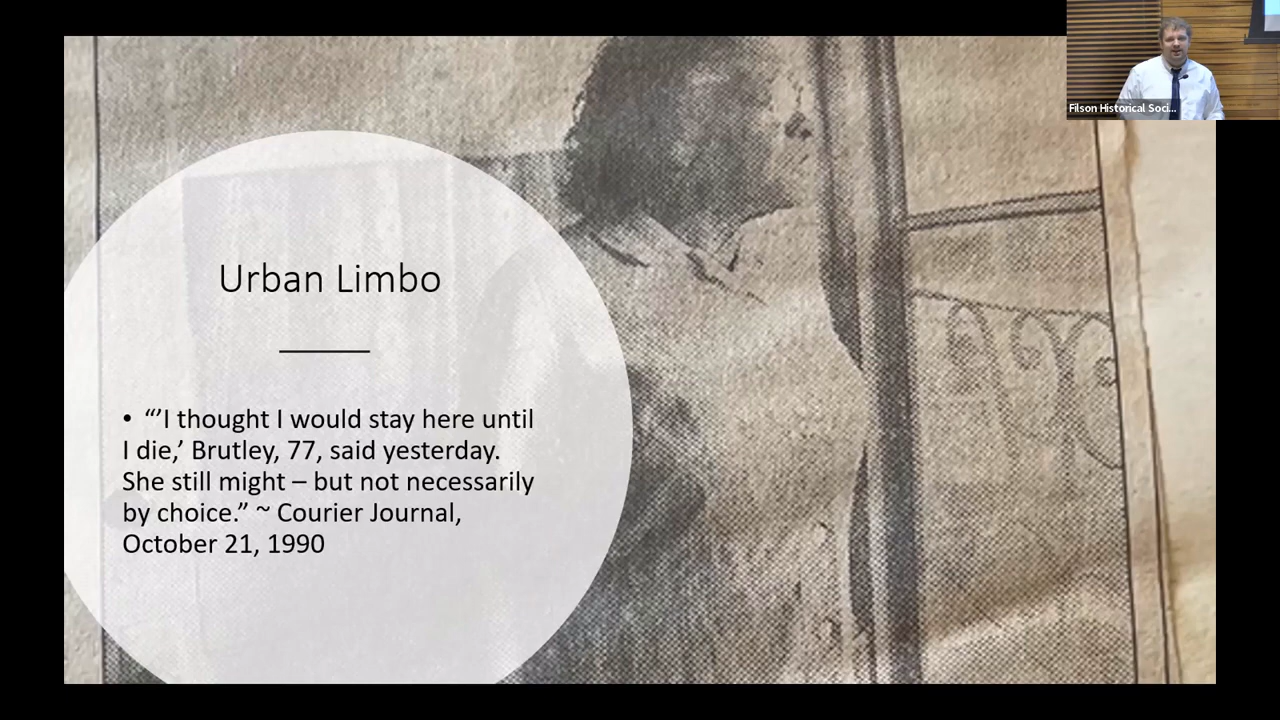 Filson Historical Soci...
Urban Limbo
• “’I thought I would stay here until
I die,’ Brutley, 77, said yesterday.
She still might – but not necessarily
by choice.” ~ Courier Journal,
October 21, 1990